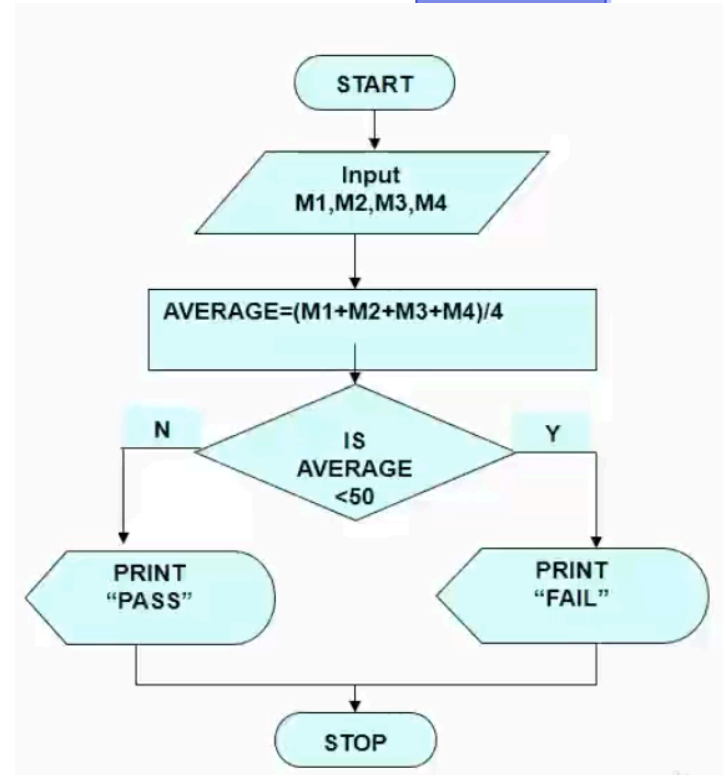 START
Input
M1,M2,M3,M4
AVERAGE=(M1+M2+M3+M4)/4
IS
AVERAGE
<50
N
Y
PRINT
“PASS”
PRINT
“FAIL”
STOP